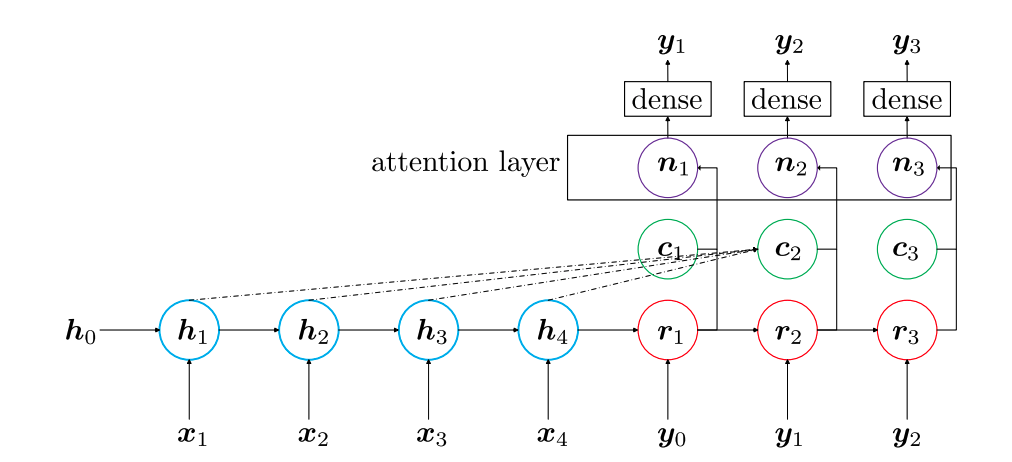 y₁ y₂ y₃
dense dense dense
attention layer n₁ n₂ n₃
c₁ c₂ c₃
h₀ h₁ h₂ h₃ h₄ r₁ r₂ r₃
x₁ x₂ x₃ x₄ y₀ y₁ y₂